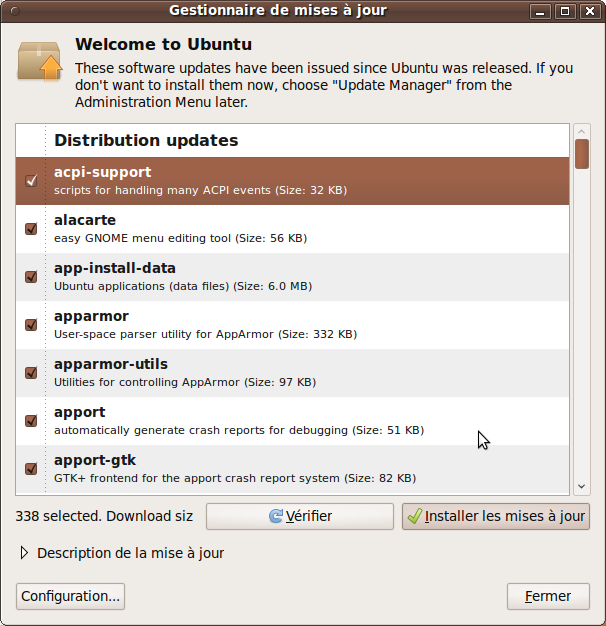 Gestionnaire de mises à jour
Welcome to Ubuntu
These software updates have been issued since Ubuntu was released. If you
don't want to install them now, choose "Update Manager" from the
Administration Menu later.
Distribution updates
acpi-support
scripts for handling many ACPI events (Size: 32 KB)
alacarte
easy GNOME menu editing tool (Size: 56 KB)
app-install-data
Ubuntu applications (data files) (Size: 6.0 MB)
apparmor
User-space parser utility for AppArmor (Size: 332 KB)
apparmor-utils
Utilities for controlling AppArmor (Size: 97 KB)
apport
automatically generate crash reports for debugging (Size: 51 KB)
apport-gtk
GTK+ frontend for the apport crash report system (Size: 82 KB)
338 selected. Download siz
Vérifier
Installer les mises à jour
Description de la mise à jour
Configuration...
Fermer